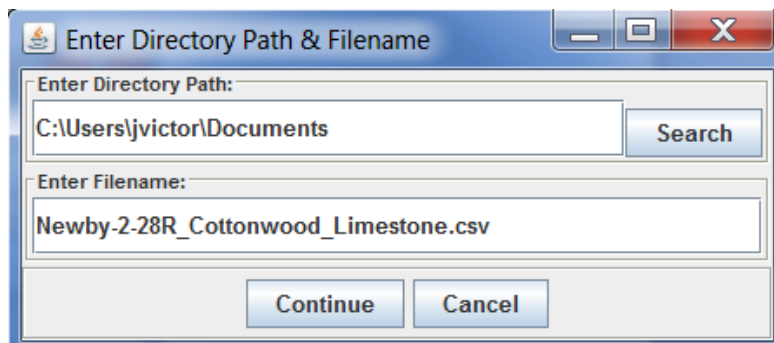 Enter Directory Path & Filename
Enter Directory Path:
C:\Users\jvictor\Documents
Search
Enter Filename:
Newby-2-28R_Cottonwood_Limestone.csv
Continue Cancel